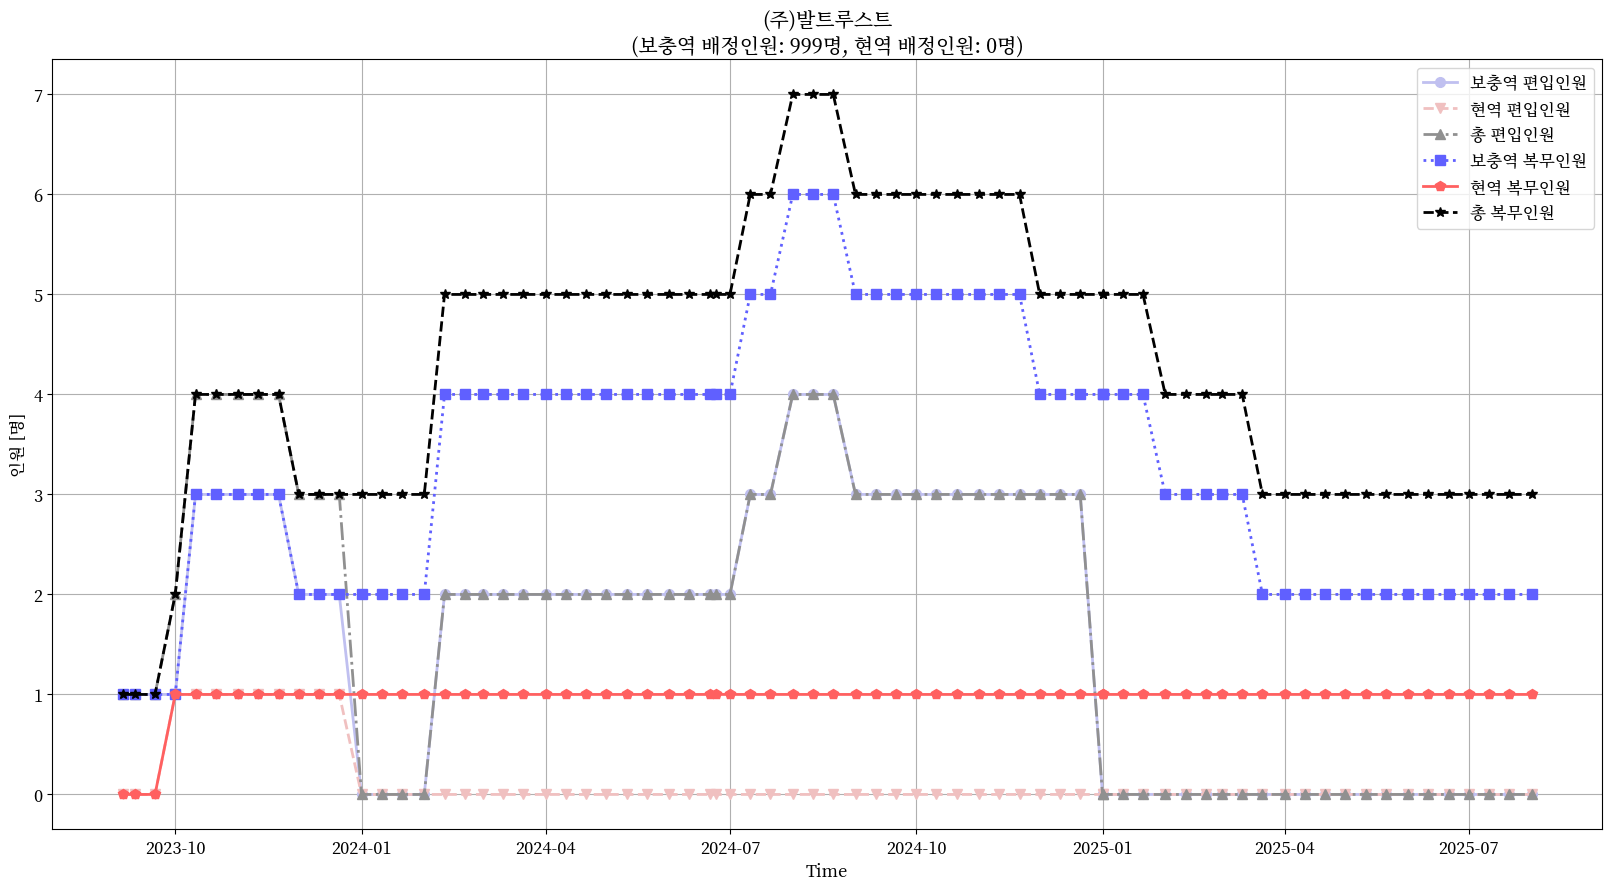 (주)발트루스트
(보충역 배정인원: 999명, 현역 배정인원: 0명)
보충역 편입인원
현역 편입인원
총 편입인원
보충역 복무인원
현역 복무인원
총 복무인원
인원 [명]
7
6
5
4
3
2
1
0
2023-10
2024-01
2024-04
2024-07
2024-10
2025-01
2025-04
2025-07
Time